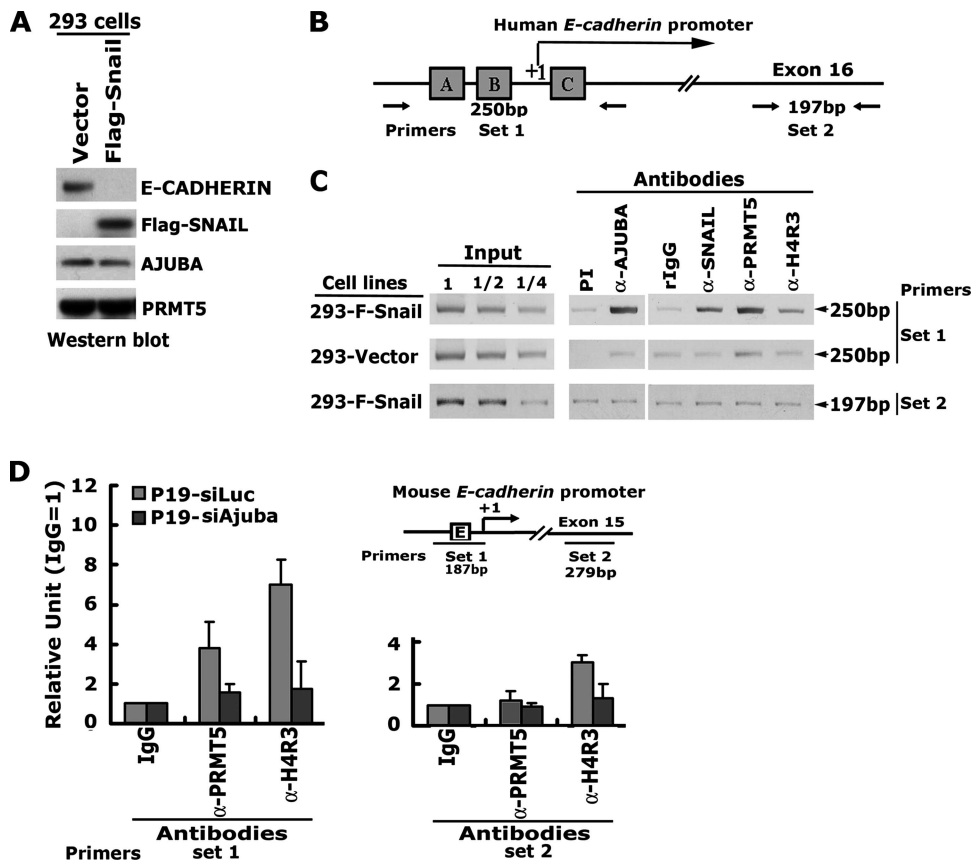 A
293 cells
Vector
Flag-Snail
E-CADHERIN
Flag-SNAIL
AJUBA
PRMT5
Western blot
B
Human E-cadherin promoter
+1
A
B
C
Exon 16
250bp
197bp
Primers
Set 1
Set 2
C
Antibodies
Input
PI
α-AJUBA
rIgG
α-SNAIL
α-PRMT5
α-H4R3
Cell lines
1
1/2
1/4
Primers
293-F-Snail
250bp
Set 1
293-Vector
250bp
293-F-Snail
197bp
Set 2
D
Relative Unit (IgG=1)
12
10
8
6
4
2
0
P19-siLuc
P19-siAjuba
IgG
α-PRMT5
α-H4R3
Antibodies
Primers
set 1
Mouse E-cadherin promoter
+1
E
Exon 15
Primers
Set 1
187bp
Set 2
279bp
4
2
0
IgG
α-PRMT5
α-H4R3
Antibodies
set 2